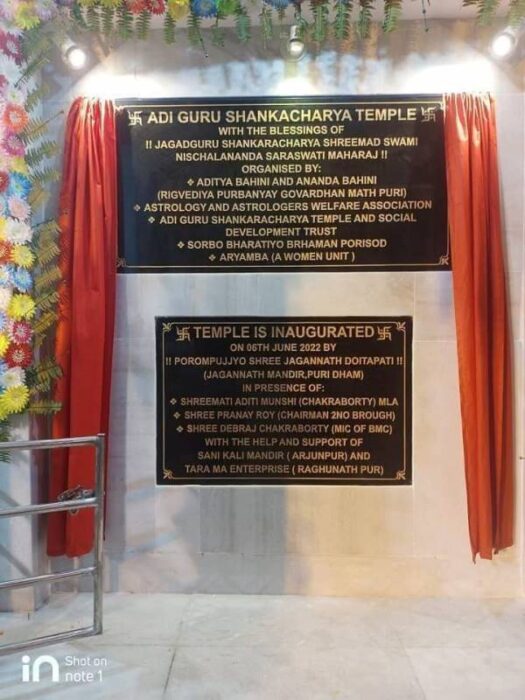 卐 ADI GURU SHANKACHARYA TEMPLE 卐
WITH THE BLESSINGS OF
!! JAGADGURU SHANKARACHARYA SHREEMAD SWAMI
NISCHALANANDA SARASWATI MAHARAJ !!
ORGANISED BY:
❖ ADITYA BAHINI AND ANANDA BAHINI
(RIGVEDIYA PURBANYAY GOVARDHAN MATH PURI)
❖ ASTROLOGY AND ASTROLOGERS WELFARE ASSOCIATION
❖ ADI GURU SHANKARACHARYA TEMPLE AND SOCIAL
DEVELOPMENT TRUST
❖ SORBO BHARATIYO BRHAMAN PORISOD
❖ ARYAMBA (A WOMEN UNIT )
卐 TEMPLE IS INAUGURATED 卐
ON 06TH JUNE 2022 BY
!! POROMPUJJYO SHREE JAGANNATH DOITAPATI !!
(JAGANNATH MANDIR,PURI DHAM)
IN PRESENCE OF:
❖ SHREEMATI ADITI MUNSHI (CHAKRABORTY) MLA
❖ SHREE PRANAY ROY (CHAIRMAN 2NO BROUGH)
❖ SHREE DEBRAJ CHAKRABORTY (MIC OF BMC)
WITH THE HELP AND SUPPORT OF
SANI KALI MANDIR ( ARJUNPUR) AND
TARA MA ENTERPRISE ( RAGHUNATH PUR)
in Shot on
note 1